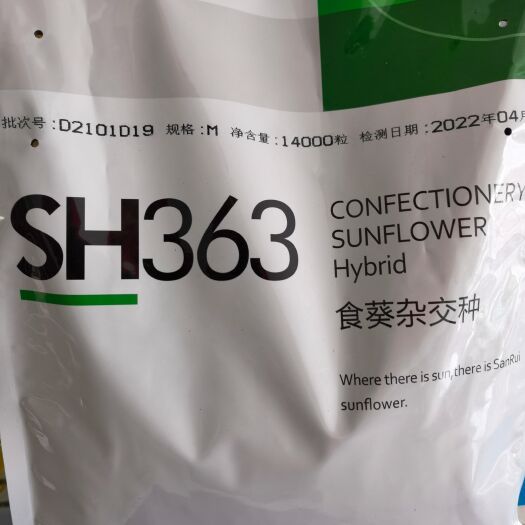 批次号：D2101D19 规格：M 净含量：14000粒 检测日期：2022年04月
SH363
CONFECTIONERY
SUNFLOWER
Hybrid
食葵杂交种
Where there is sun,there is SanRui
sunflower.